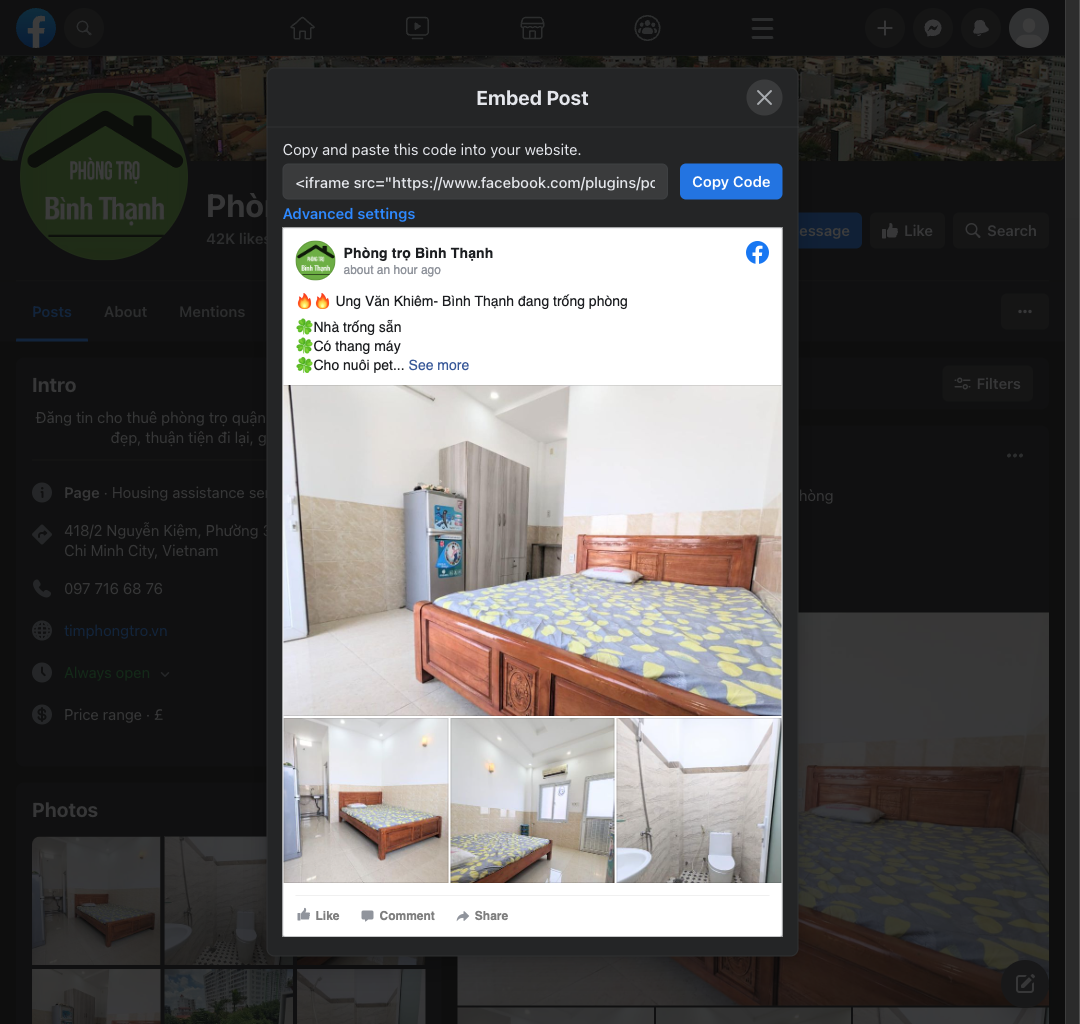 PHÒNG TRỌ
Bình Thạnh
42K likes
essage
Like
Search
Posts
About
Mentions
Embed Post
Copy and paste this code into your website.
<iframe src="https://www.facebook.com/plugins/pc
Copy Code
Advanced settings
PHÒNG TRỌ
Bình Thạnh
Phòng trọ Bình Thạnh
about an hour ago
🔥🔥 Ung Văn Khiêm- Bình Thạnh đang trống phòng
🍀Nhà trống sẵn
🍀Có thang máy
🍀Cho nuôi pet... See more
Like
Comment
Share
Intro
Đăng tin cho thuê phòng trọ quận
đẹp, thuận tiện đi lại, g
Page · Housing assistance se
418/2 Nguyễn Kiệm, Phường 3
Chi Minh City, Vietnam
097 716 68 76
timphongtro.vn
Always open
Price range · £
Photos
Filters
hòng